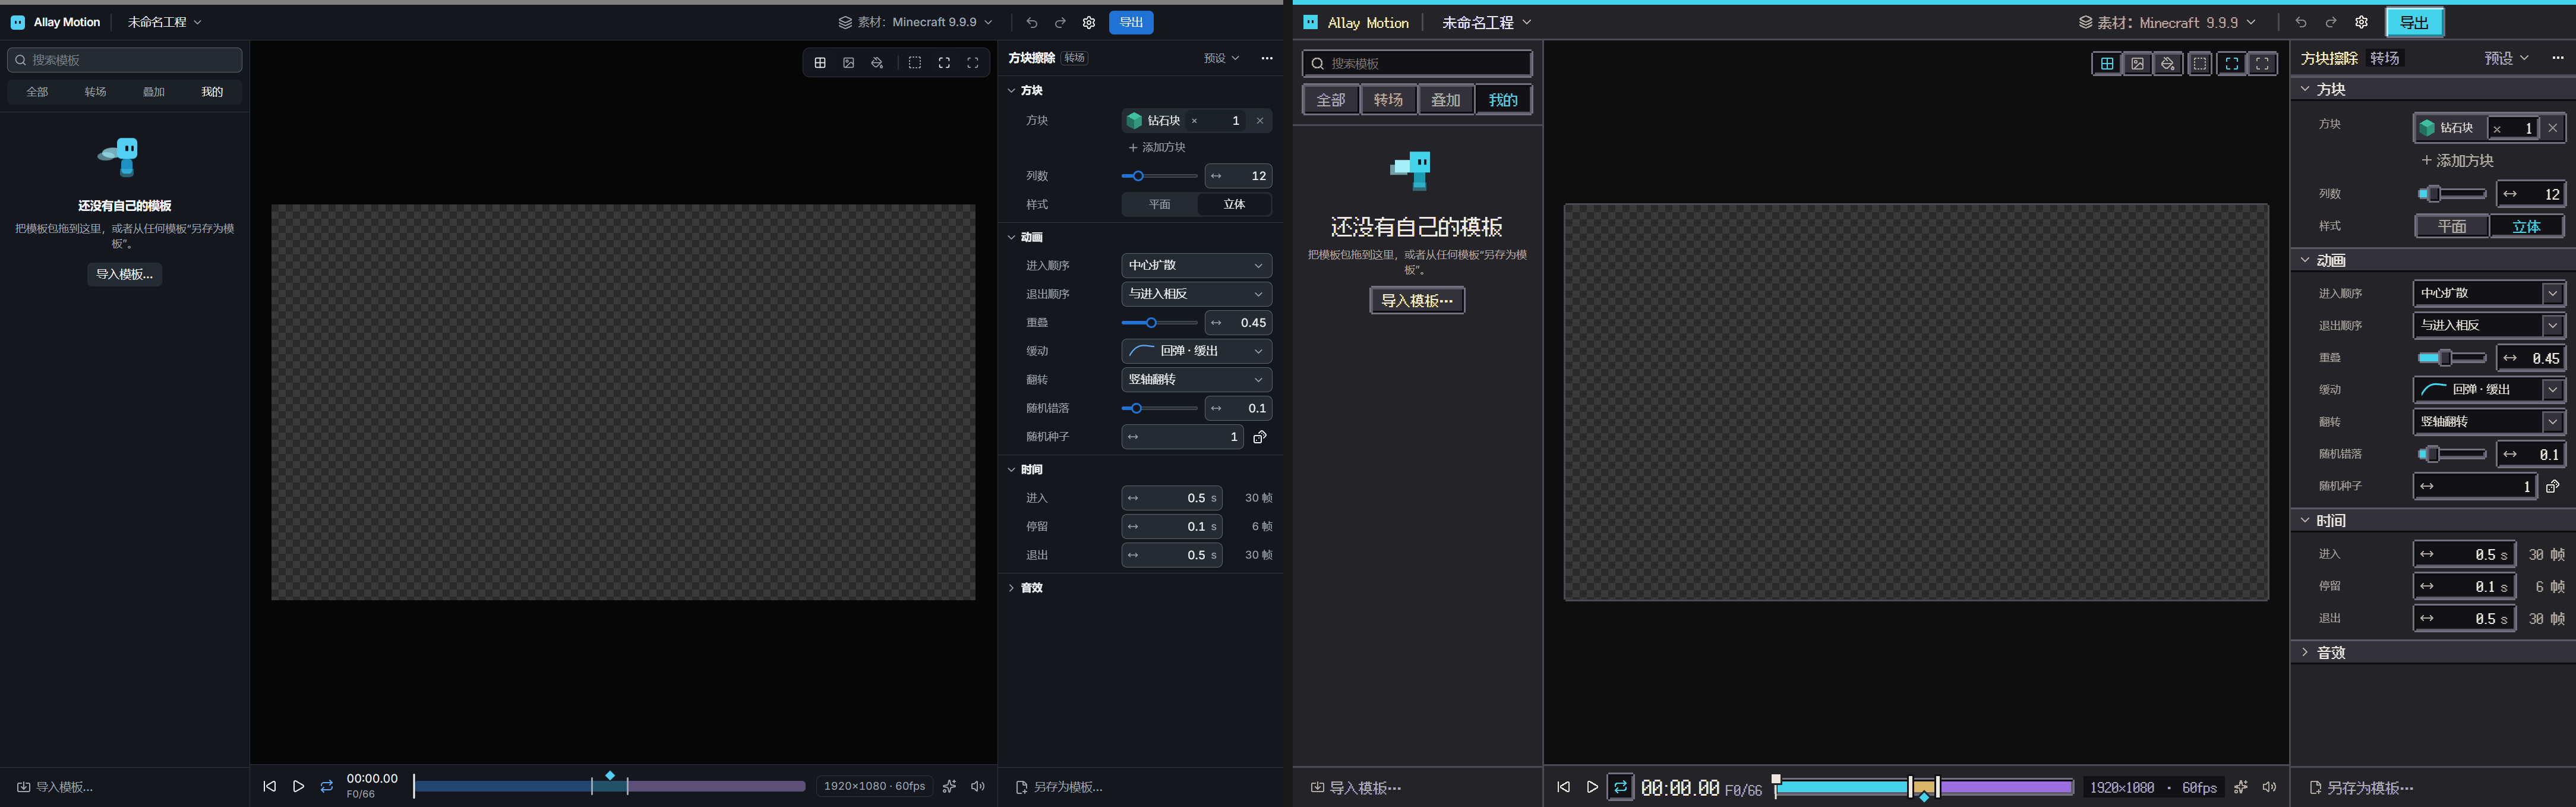 Allay Motion
未命名工程
素材：Minecraft 9.9.9
导出
搜索模板
全部 转场 叠加 我的
还没有自己的模板
把模板包拖到这里，或者从任何模板“另存为模
板”。
导入模板...
导入模板...
方块擦除 转场 预设
方块
方块 钻石块 × 1 ×
+ 添加方块
列数 12
样式 平面 立体
动画
进入顺序 中心扩散
退出顺序 与进入相反
重叠 0.45
缓动 回弹 · 缓出
翻转 竖轴翻转
随机错落 0.1
随机种子 1
时间
进入 0.5 s 30 帧
停留 0.1 s 6 帧
退出 0.5 s 30 帧
音效
00:00.00
F0/66
1920×1080 · 60fps
另存为模板...
Allay Motion
未命名工程
素材：Minecraft 9.9.9
导出
搜索模板
全部 转场 叠加 我的
还没有自己的模板
把模板包拖到这里，或者从任何模板“另存为模
板”。
导入模板…
导入模板…
方块擦除 转场 预设
方块
方块 钻石块 × 1 ×
+ 添加方块
列数 12
样式 平面 立体
动画
进入顺序 中心扩散
退出顺序 与进入相反
重叠 0.45
缓动 回弹 · 缓出
翻转 竖轴翻转
随机错落 0.1
随机种子 1
时间
进入 0.5 s 30 帧
停留 0.1 s 6 帧
退出 0.5 s 30 帧
音效
00:00.00 F0/66
1920×1080 · 60fps
另存为模板…